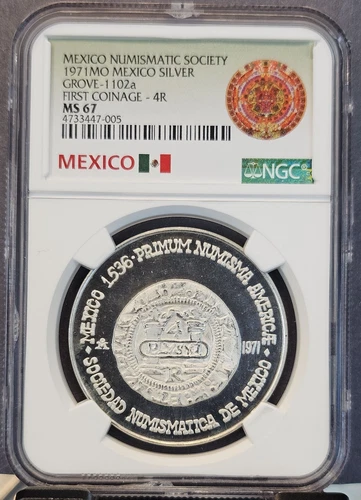 MEXICO NUMISMATIC SOCIETY
1971MO MEXICO SILVER
GROVE-1102a
FIRST COINAGE - 4R
MS 67
4733447-005
MEXICO
NGC
MEXICO 1536 · PRIMUM NUMISMA AMERICÆ
1971
SOCIEDAD NUMISMATICA DE MEXICO